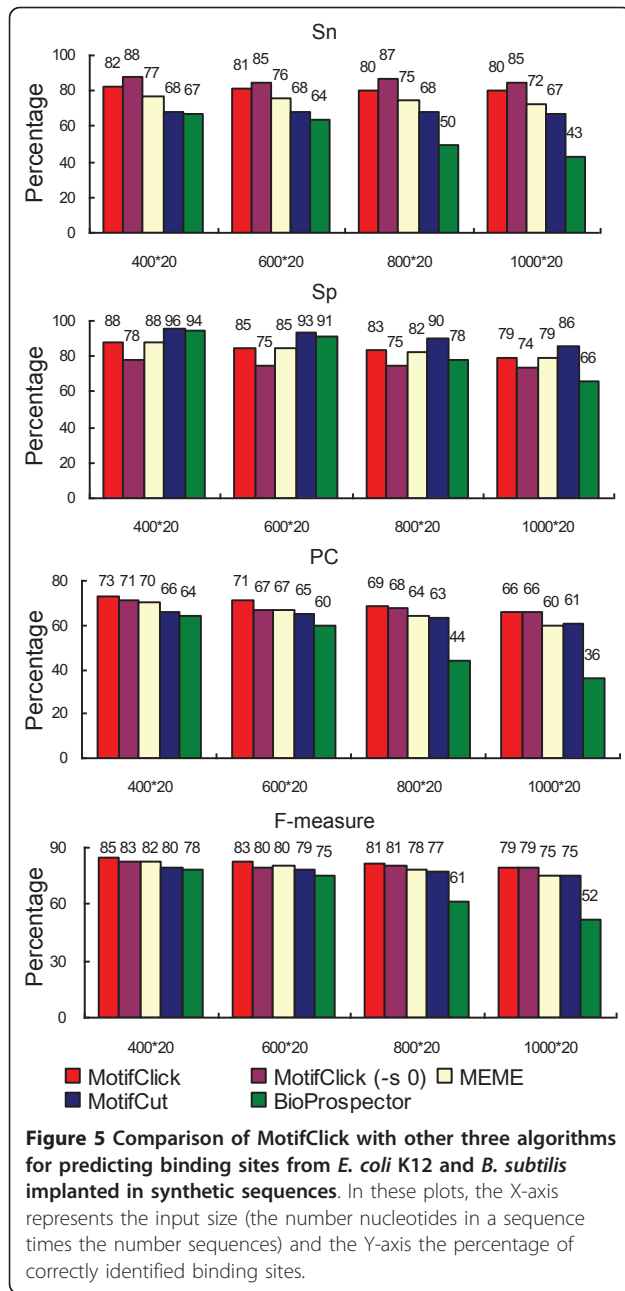 Sn
100
80
60
40
20
0
Percentage
82 88 77 68 67
81 85 76 68 64
80 87 75 68 50
80 85 72 67 43
400*20 600*20 800*20 1000*20
Sp
100
80
60
40
20
0
Percentage
88 78 88 96 94
85 75 85 93 91
83 75 82 90 78
79 74 79 86 66
400*20 600*20 800*20 1000*20
PC
80
60
40
20
0
Percentage
73 71 70 66 64
71 67 67 65 60
69 68 64 63 44
66 66 60 61 36
400*20 600*20 800*20 1000*20
F-measure
90
60
30
0
Percentage
85 83 82 80 78
83 80 80 79 75
81 81 78 77 61
79 79 75 75 52
400*20 600*20 800*20 1000*20
MotifClick MotifClick (-s 0) MEME
MotifCut BioProspector
Figure 5 Comparison of MotifClick with other three algorithms
for predicting binding sites from E. coli K12 and B. subtilis
implanted in synthetic sequences. In these plots, the X-axis
represents the input size (the number nucleotides in a sequence
times the number sequences) and the Y-axis the percentage of
correctly identified binding sites.